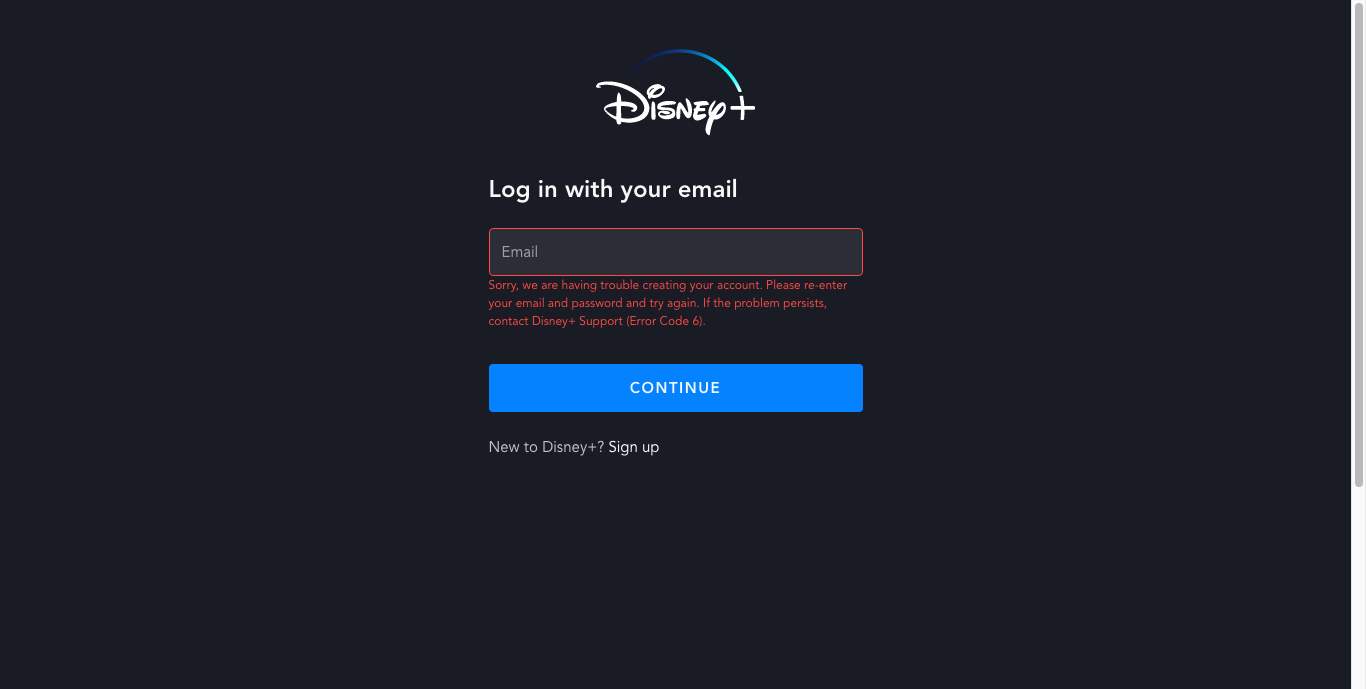 Disney+
Log in with your email
Email
Sorry, we are having trouble creating your account. Please re-enter
your email and password and try again. If the problem persists,
contact Disney+ Support (Error Code 6).
CONTINUE
New to Disney+? Sign up